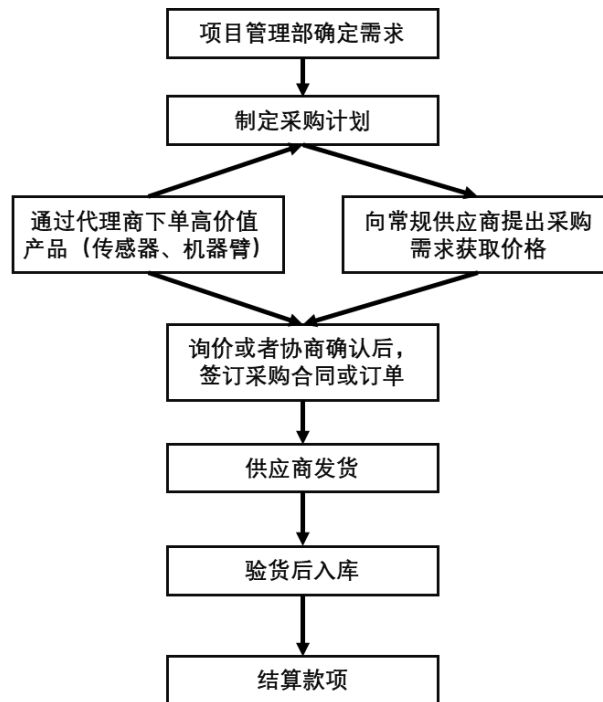 项目管理部确定需求
制定采购计划
通过代理商下单高价值
产品（传感器、机器臂）
向常规供应商提出采购
需求获取价格
询价或者协商确认后，
签订采购合同或订单
供应商发货
验货后入库
结算款项